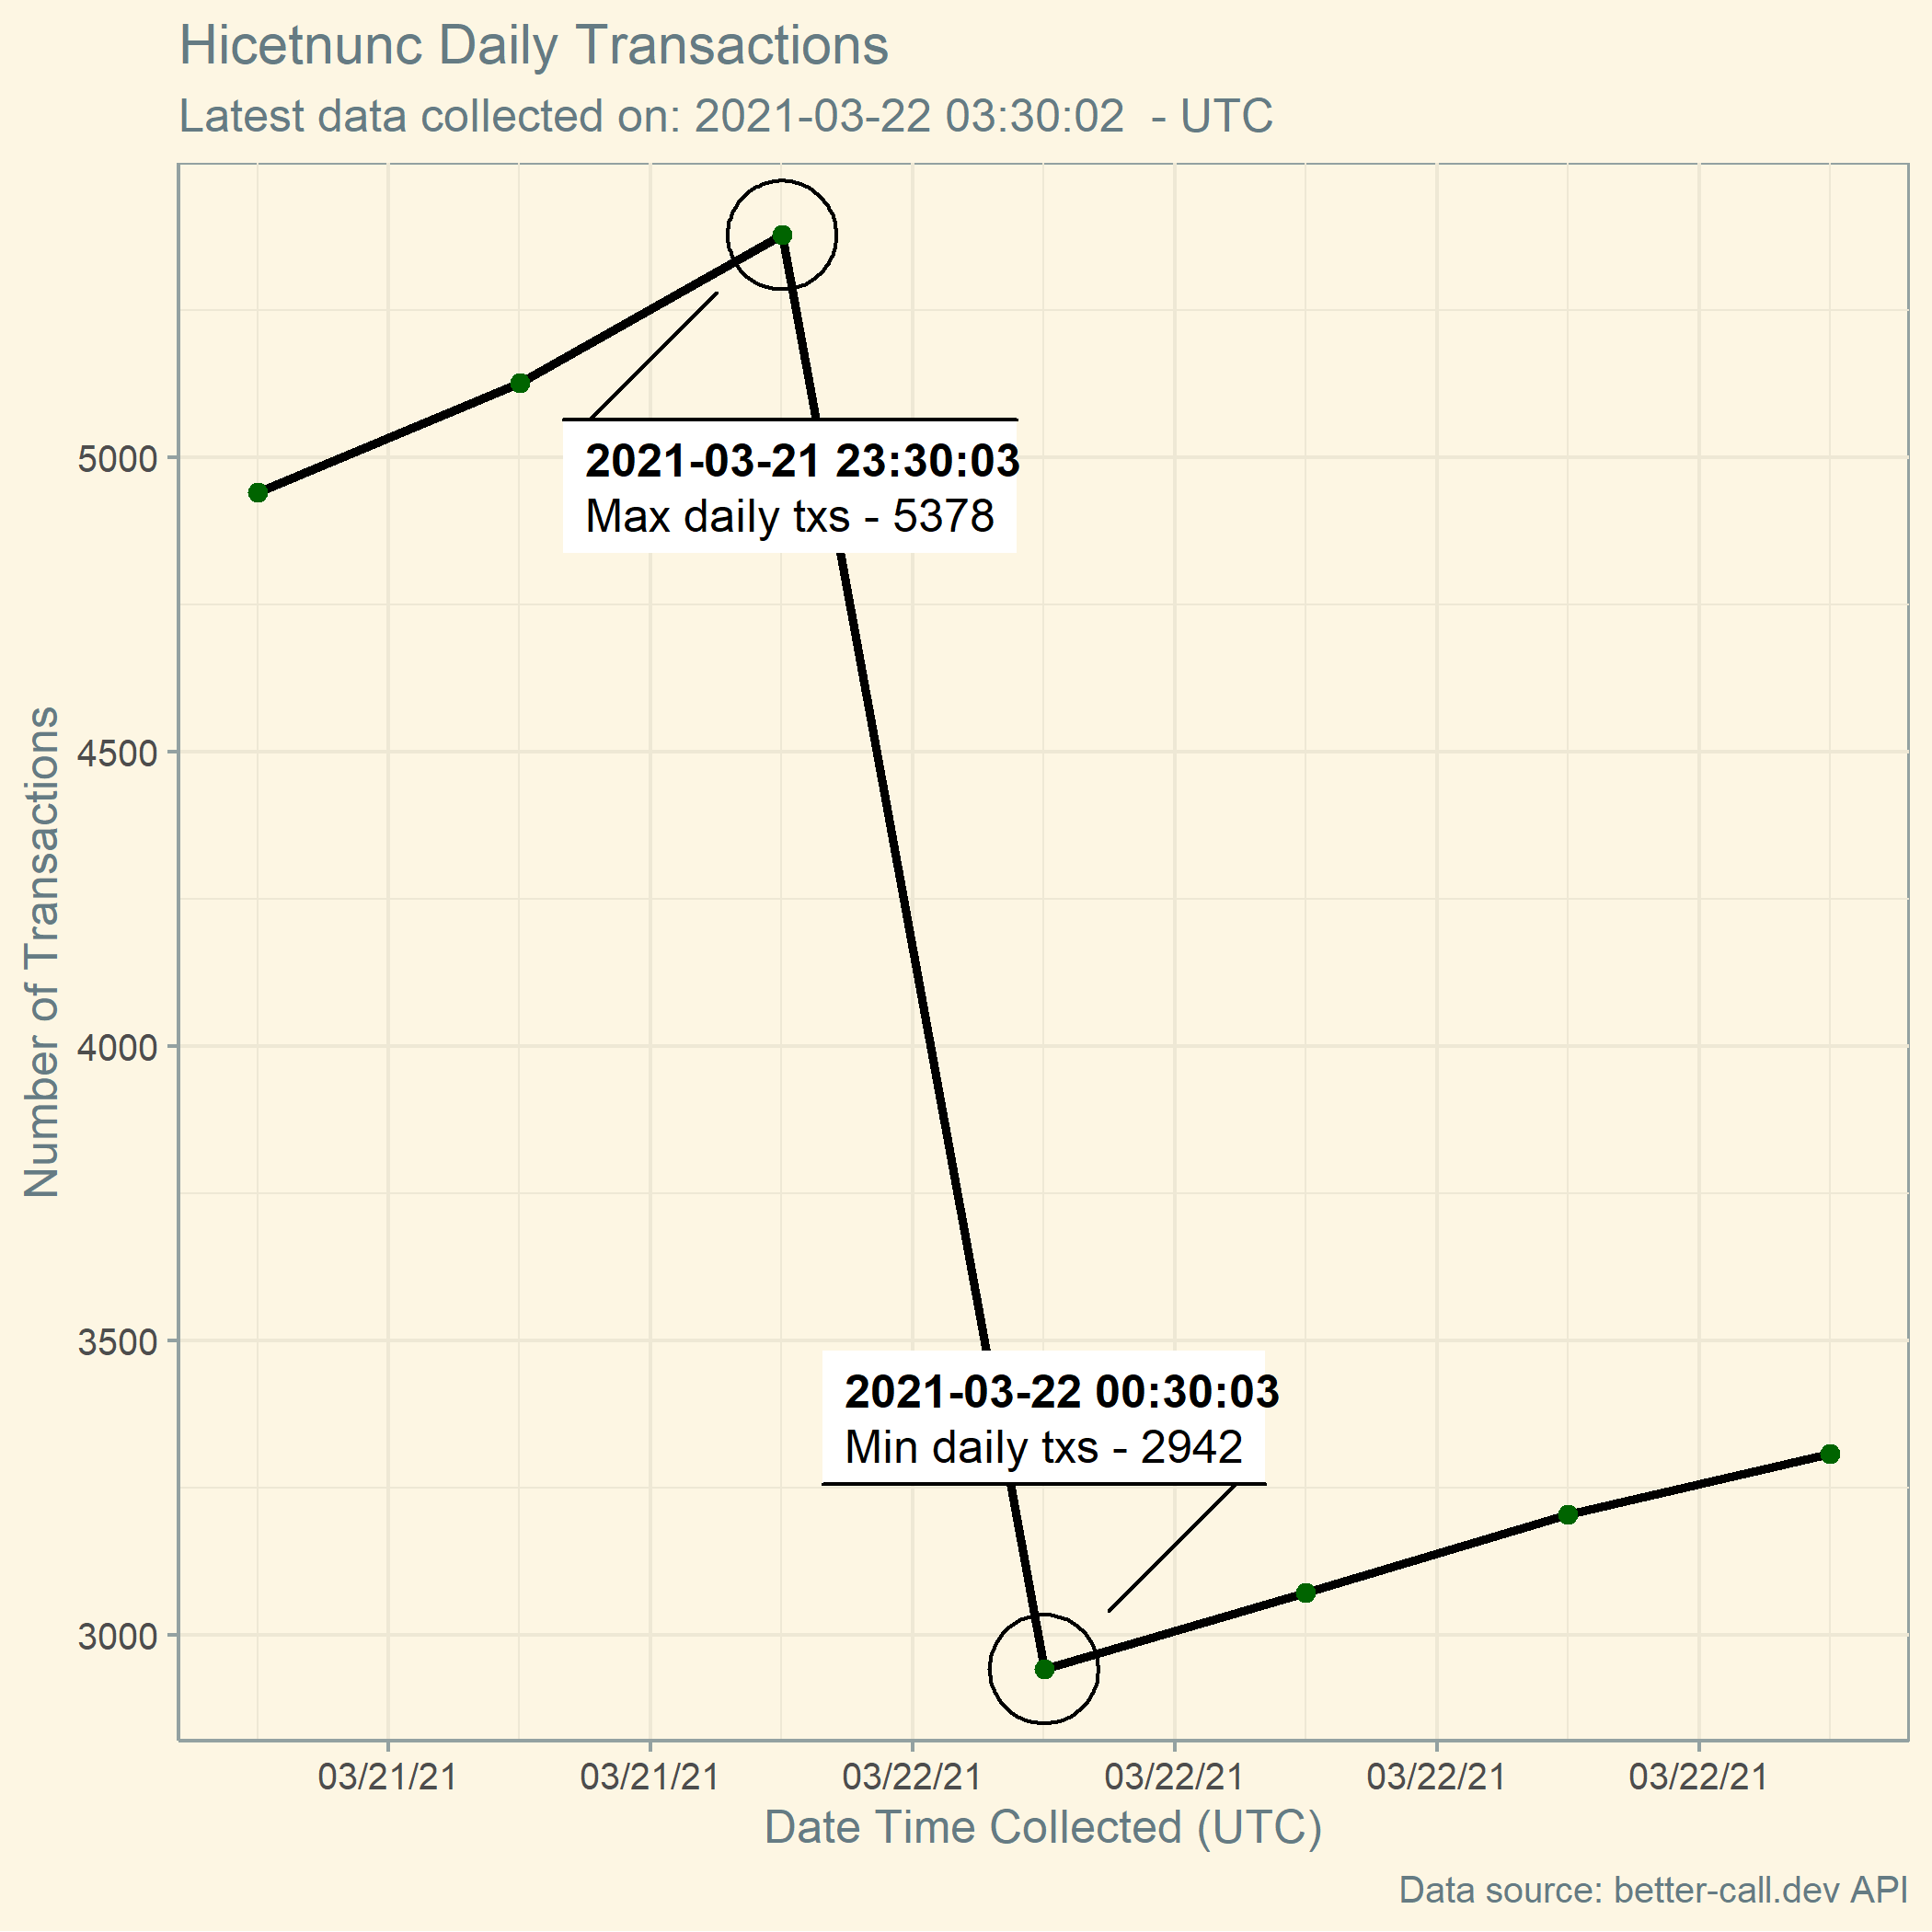 Hicetnunc Daily Transactions
Latest data collected on: 2021-03-22 03:30:02  - UTC
Number of Transactions
5000
4500
4000
3500
3000
2021-03-21 23:30:03
Max daily txs - 5378
2021-03-22 00:30:03
Min daily txs - 2942
03/21/21 03/21/21 03/22/21 03/22/21 03/22/21 03/22/21
Date Time Collected (UTC)
Data source: better-call.dev API